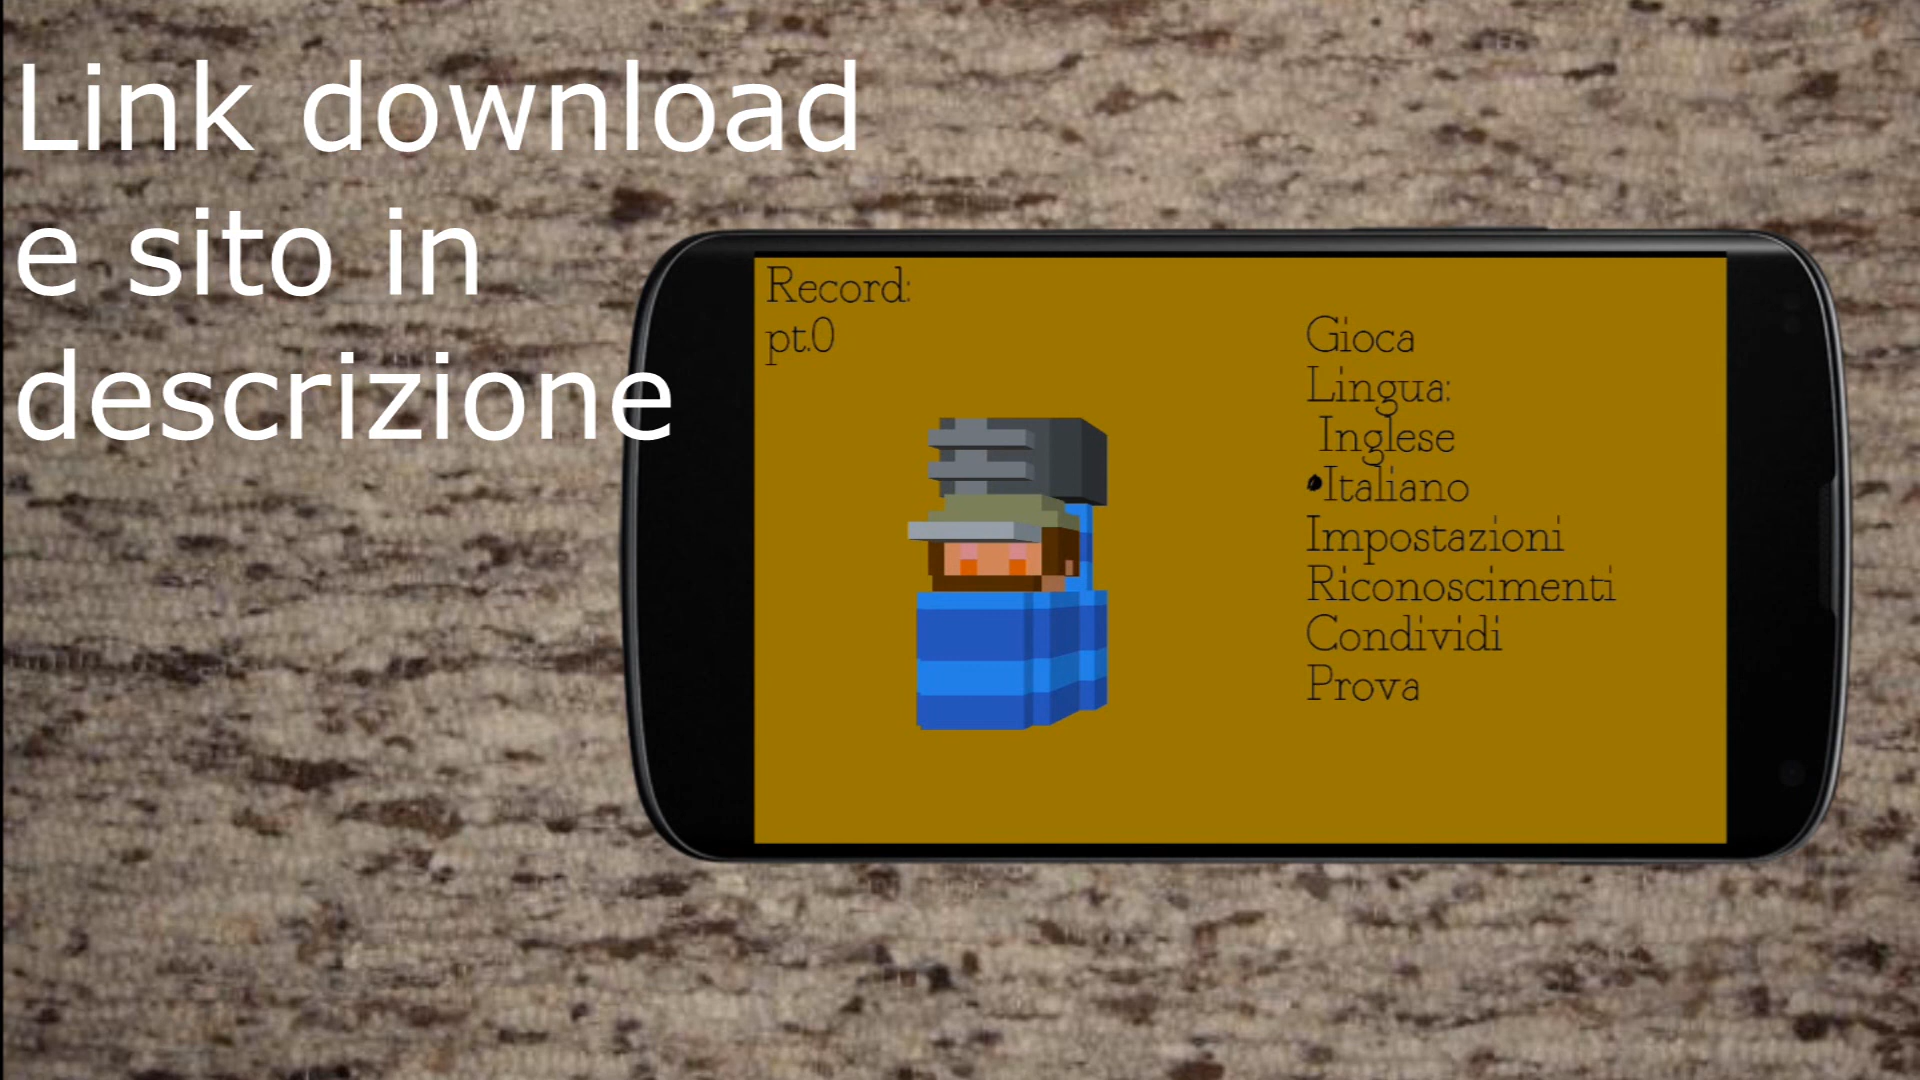 Link download
e sito in
descrizione
Record:
pt.0
Gioca
Lingua:
Inglese
•Italiano
Impostazioni
Riconoscimenti
Condividi
Prova